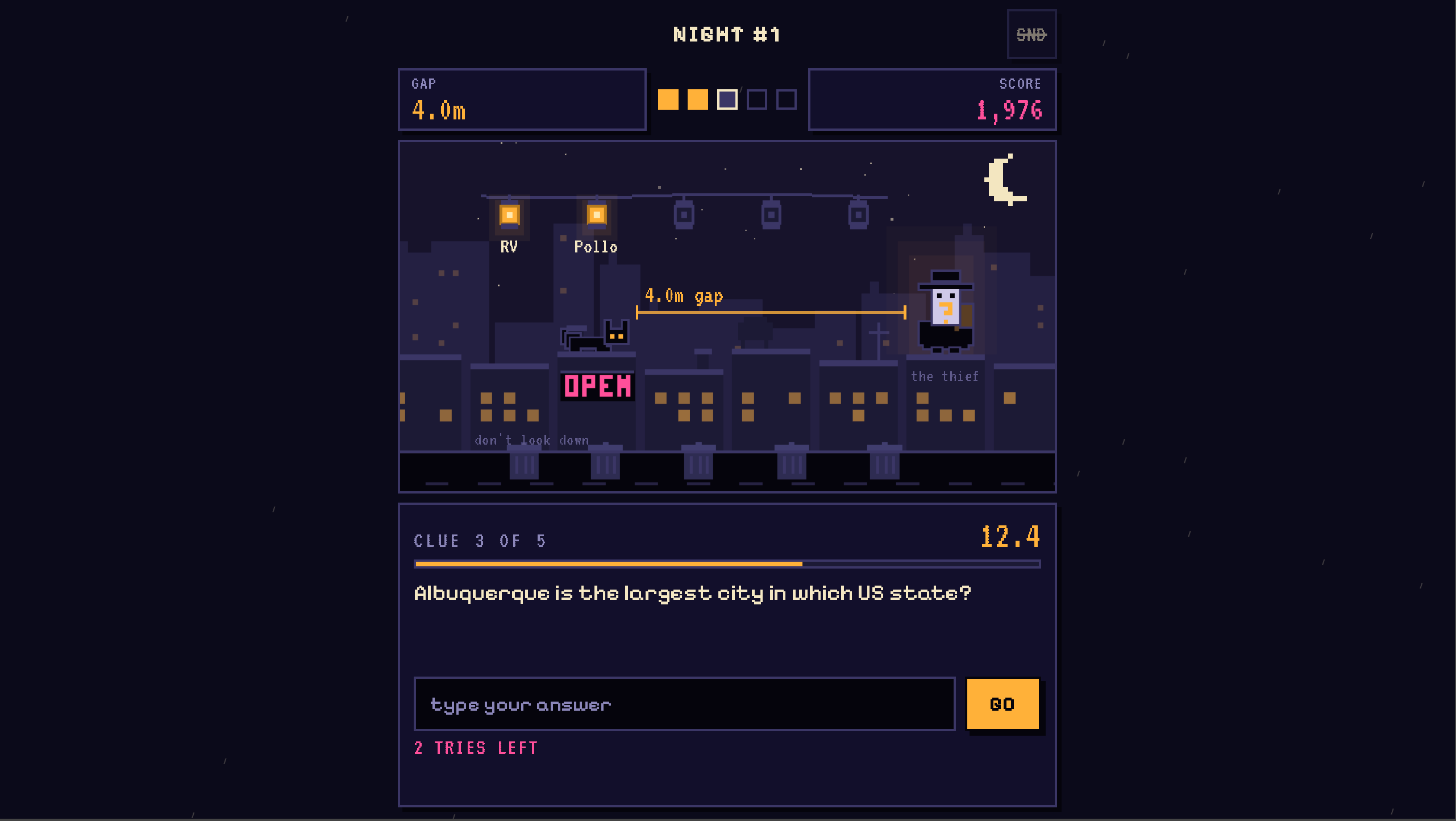 NIGHT #1
SND
GAP
4.0m
SCORE
1,976
RV
Pollo
4.0m gap
the thief
OPEN
don't look down
CLUE 3 OF 5
12.4
Albuquerque is the largest city in which US state?
type your answer
GO
2 TRIES LEFT